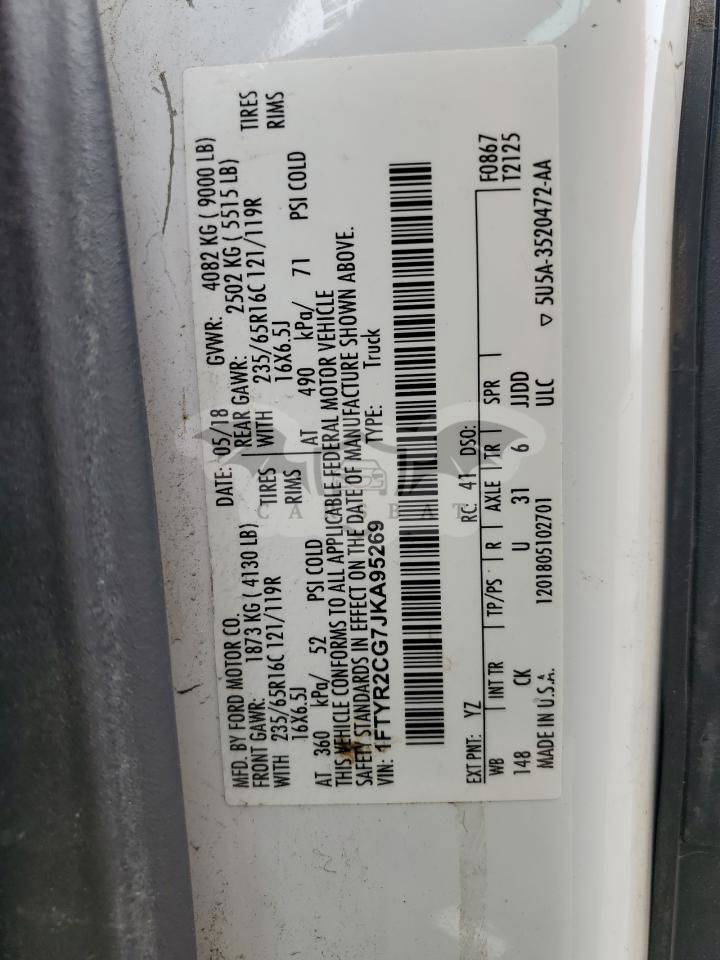 MFD. BY FORD MOTOR CO.
DATE: 05/18 GVWR: 4082 KG ( 9000 LB)
FRONT GAWR: 1873 KG ( 4130 LB) REAR GAWR: 2502 KG ( 5515 LB)
WITH 235/65R16C 121/119R TIRES WITH 235/65R16C 121/119R TIRES
16X6.5J RIMS 16X6.5J RIMS
AT 360 kPa/ 52 PSI COLD AT 490 kPa/ 71 PSI COLD
THIS VEHICLE CONFORMS TO ALL APPLICABLE FEDERAL MOTOR VEHICLE
SAFETY STANDARDS IN EFFECT ON THE DATE OF MANUFACTURE SHOWN ABOVE.
VIN: 1FTYR2CG7JKA95269 TYPE: Truck
CARSBAT
EXT PNT: YZ RC: 41 DSO: F0867
WB INT TR TP/PS R AXLE TR SPR T2125
148 CK U 31 6 JJDD
MADE IN U.S.A. 1201805102701 ULC ▽ 5U5A-3520472-AA